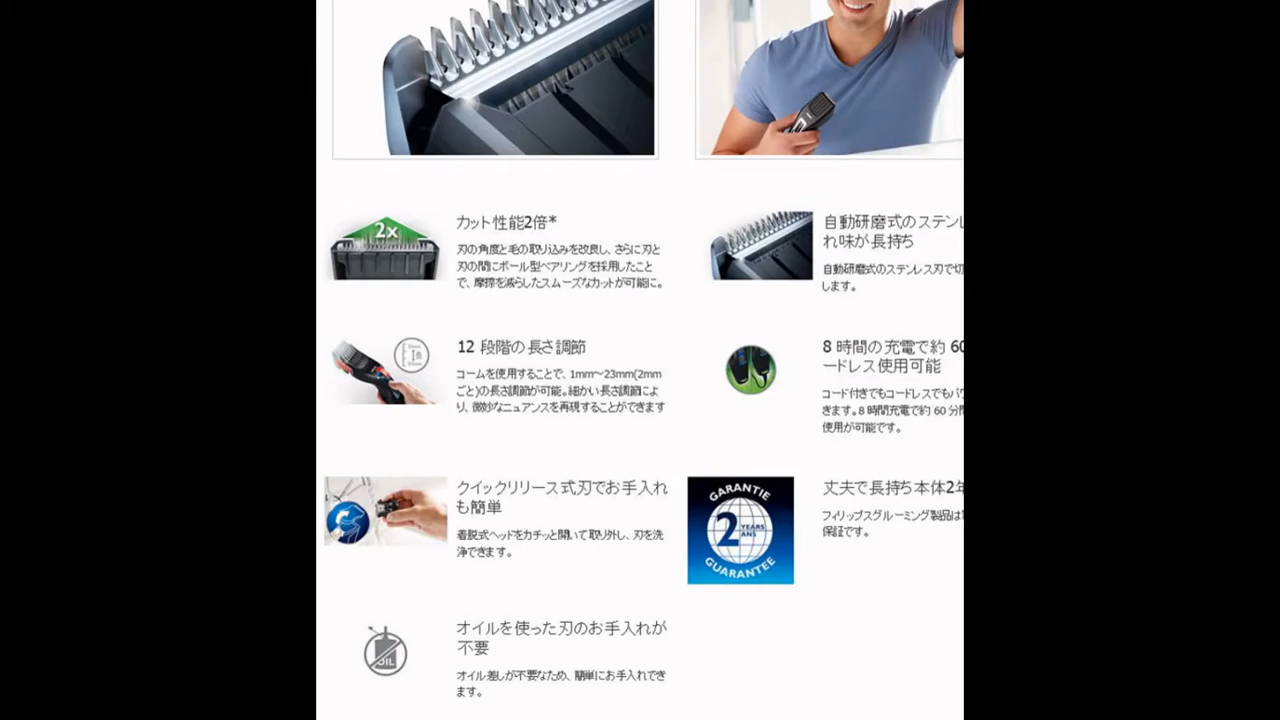 2x
カット性能2倍*
刃の角度と毛の取り込みを改良し、さらに刃と
刃の間にボール型ベアリングを採用したこと
で、摩擦を減らしたスムーズなカットが可能に。
自動研磨式のステンレ
れ味が長持ち
自動研磨式のステンレス刃で切
します。
12 段階の長さ調節
コームを使用することで、1mm～23mm(2mm
ごと)の長さ調節が可能。細かい長さ調節によ
り、微妙なニュアンスを再現することができます
8 時間の充電で約 60
ードレス使用可能
コード付きでもコードレスでもパワ
きます。8 時間充電で約 60 分間
使用が可能です。
クイックリリース式刃でお手入れ
も簡単
着脱式ヘッドをカチッと開いて取り外し、刃を洗
浄できます。
GARANTIE
2 YEARS
ANS
GUARANTEE
丈夫で長持ち本体2年
フィリップスグルーミング製品は
保証です。
OIL
オイルを使った刃のお手入れが
不要
オイル差しが不要なため、簡単にお手入れでき
ます。